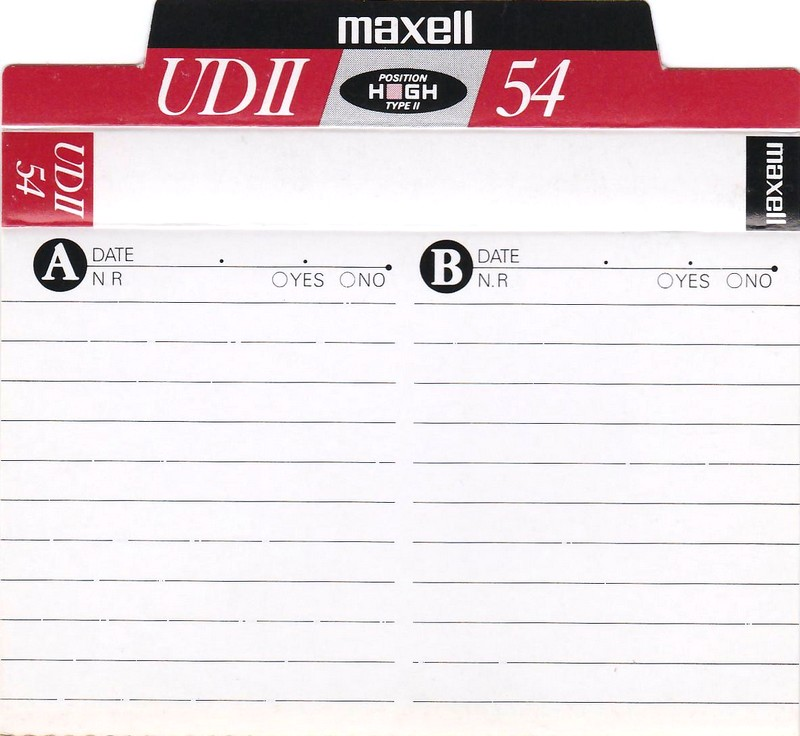 maxell
UDII POSITION HIGH TYPE II 54
UDII 54 maxell
A DATE . . B DATE . .
N R ○YES ○NO N.R ○YES ○NO